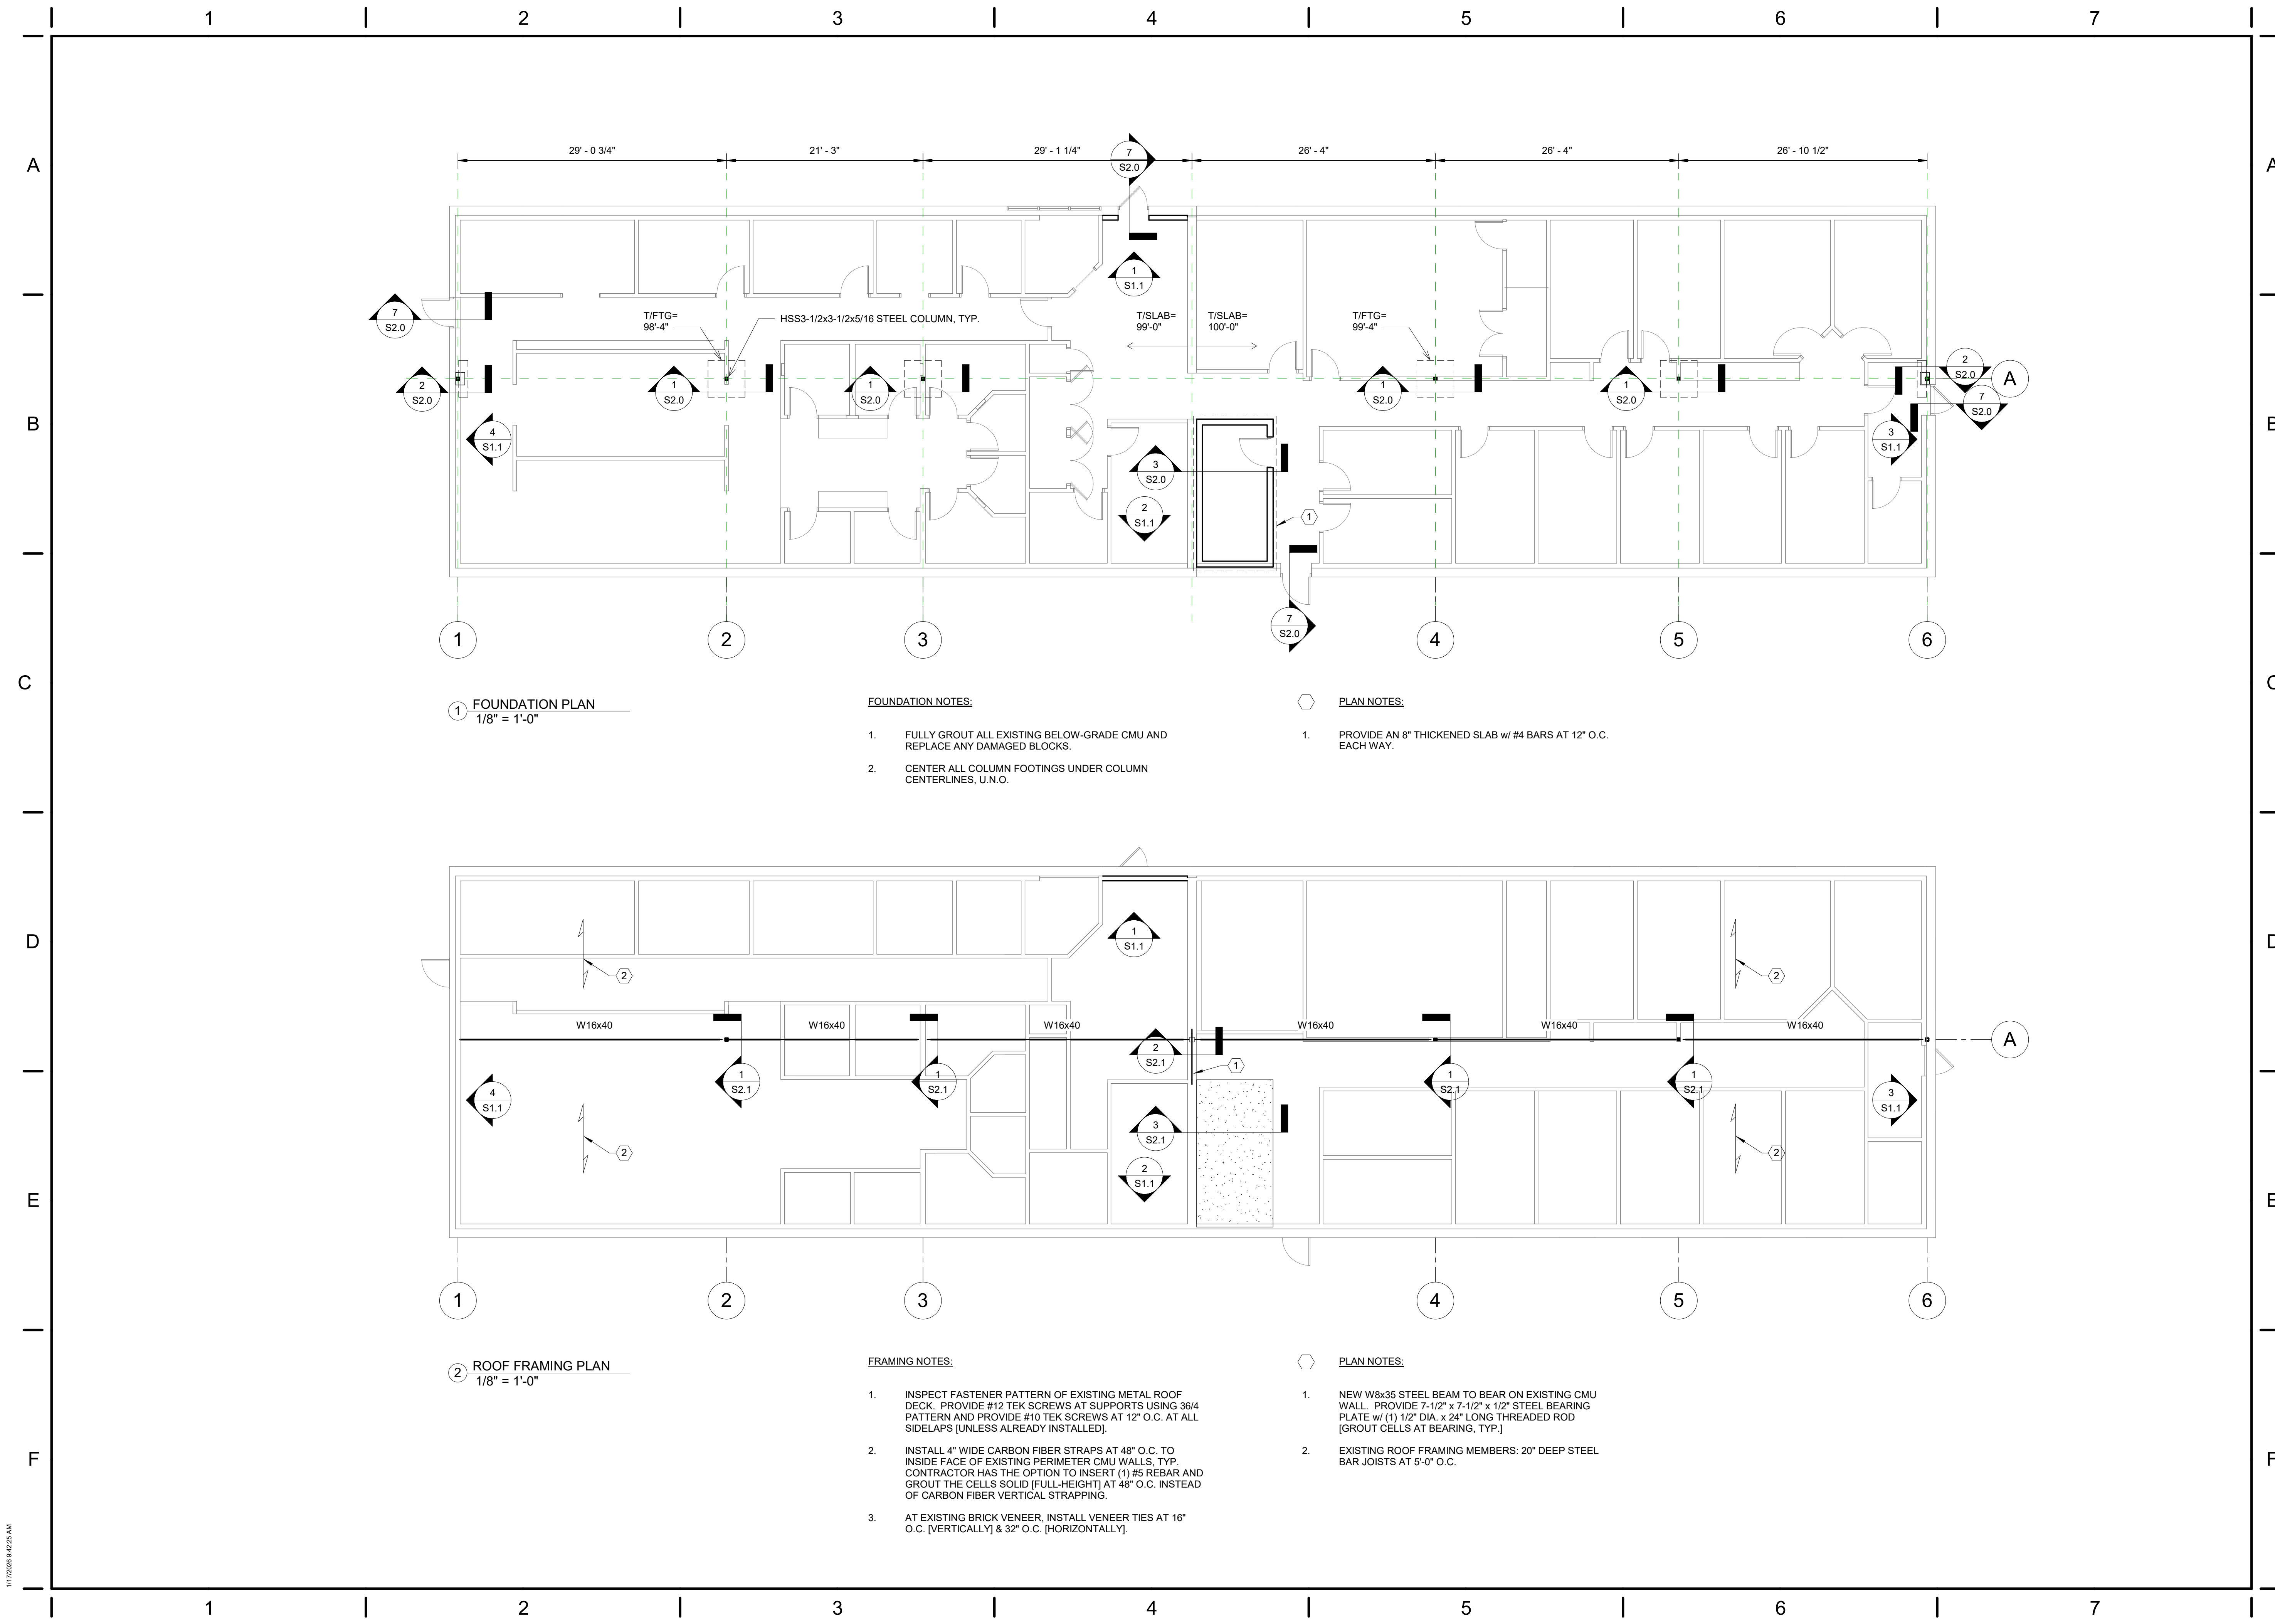 1 2 3 4 5 6 7
A
A
29' - 0 3/4" 21' - 3" 29' - 1 1/4" 26' - 4" 26' - 4" 26' - 10 1/2"
7
S2.0
1
S1.1
7
S2.0
T/FTG=
98'-4"
HSS3-1/2x3-1/2x5/16 STEEL COLUMN, TYP.
T/SLAB=
99'-0"
T/SLAB=
100'-0"
T/FTG=
99'-4"
2
S2.0
1
S2.0
1
S2.0
1
S2.0
1
S2.0
2
S2.0
A
7
S2.0
B
B
4
S1.1
3
S2.0
3
S1.1
2
S1.1
1
7
S2.0
1 2 3 4 5 6
C
C
1 FOUNDATION PLAN
1/8" = 1'-0"
FOUNDATION NOTES:
1. FULLY GROUT ALL EXISTING BELOW-GRADE CMU AND
REPLACE ANY DAMAGED BLOCKS.
2. CENTER ALL COLUMN FOOTINGS UNDER COLUMN
CENTERLINES, U.N.O.
PLAN NOTES:
1. PROVIDE AN 8" THICKENED SLAB w/ #4 BARS AT 12" O.C.
EACH WAY.
D
D
1
S1.1
2
2
W16x40 W16x40 W16x40 W16x40 W16x40 W16x40
A
2
S2.1
1
1
S2.1
1
S2.1
1
S2.1
1
S2.1
4
S1.1
3
S1.1
3
S2.1
2
2
2
S1.1
E
E
1 2 3 4 5 6
2 ROOF FRAMING PLAN
1/8" = 1'-0"
FRAMING NOTES:
1. INSPECT FASTENER PATTERN OF EXISTING METAL ROOF
DECK. PROVIDE #12 TEK SCREWS AT SUPPORTS USING 36/4
PATTERN AND PROVIDE #10 TEK SCREWS AT 12" O.C. AT ALL
SIDELAPS [UNLESS ALREADY INSTALLED].
2. INSTALL 4" WIDE CARBON FIBER STRAPS AT 48" O.C. TO
INSIDE FACE OF EXISTING PERIMETER CMU WALLS, TYP.
CONTRACTOR HAS THE OPTION TO INSERT (1) #5 REBAR AND
GROUT THE CELLS SOLID [FULL-HEIGHT] AT 48" O.C. INSTEAD
OF CARBON FIBER VERTICAL STRAPPING.
3. AT EXISTING BRICK VENEER, INSTALL VENEER TIES AT 16"
O.C. [VERTICALLY] & 32" O.C. [HORIZONTALLY].
PLAN NOTES:
1. NEW W8x35 STEEL BEAM TO BEAR ON EXISTING CMU
WALL. PROVIDE 7-1/2" x 7-1/2" x 1/2" STEEL BEARING
PLATE w/ (1) 1/2" DIA. x 24" LONG THREADED ROD
[GROUT CELLS AT BEARING, TYP.]
2. EXISTING ROOF FRAMING MEMBERS: 20" DEEP STEEL
BAR JOISTS AT 5'-0" O.C.
F
F
1/17/2026 9:42:25 AM
1 2 3 4 5 6 7